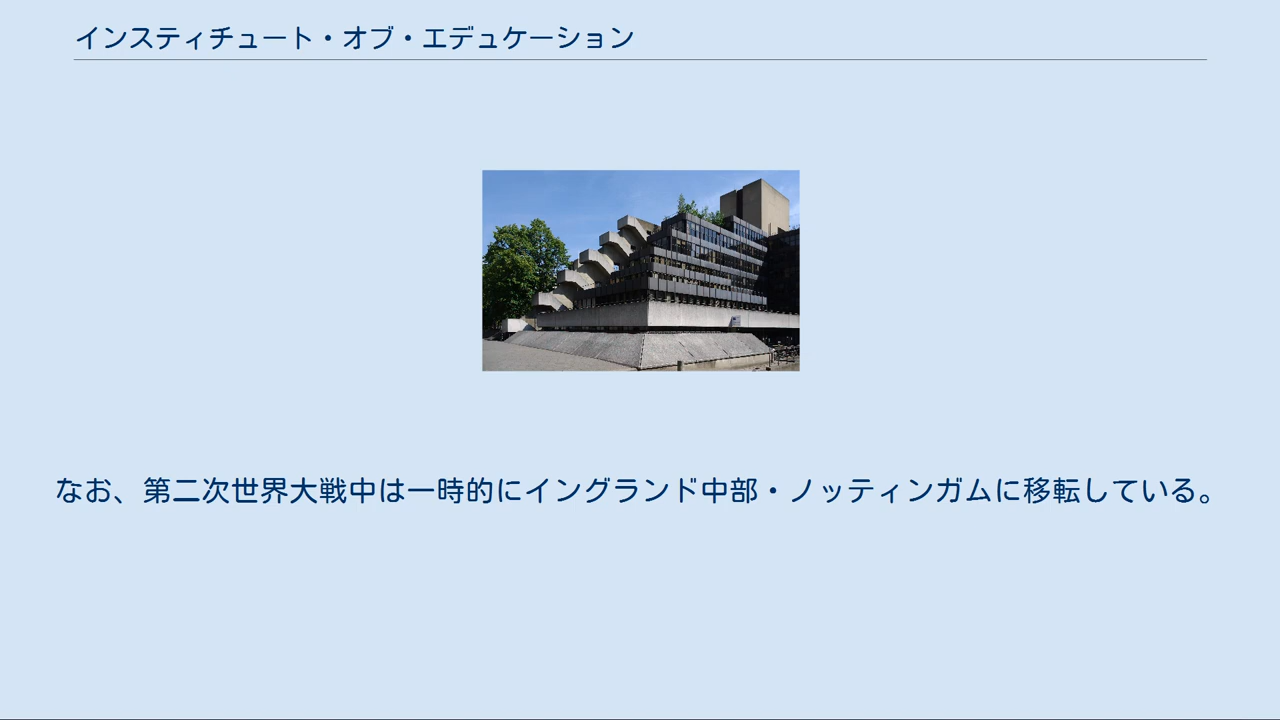 インスティチュート・オブ・エデュケーション
なお、第二次世界大戦中は一時的にイングランド中部・ノッティンガムに移転している。